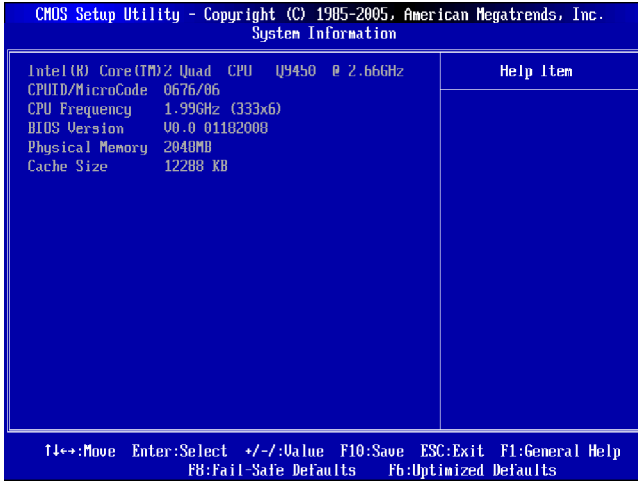 CMOS Setup Utility - Copyright (C) 1985-2005, American Megatrends, Inc.
System Information
Intel(R) Core(TM)2 Quad CPU Q9450 @ 2.66GHz
Help Item
CPUID/MicroCode 0676/06
CPU Frequency 1.99GHz (333x6)
BIOS Version V0.0 01182008
Physical Memory 2048MB
Cache Size 12288 KB
↑↓←→:Move Enter:Select +/-/:Value F10:Save ESC:Exit F1:General Help
F8:Fail-Safe Defaults F6:Optimized Defaults